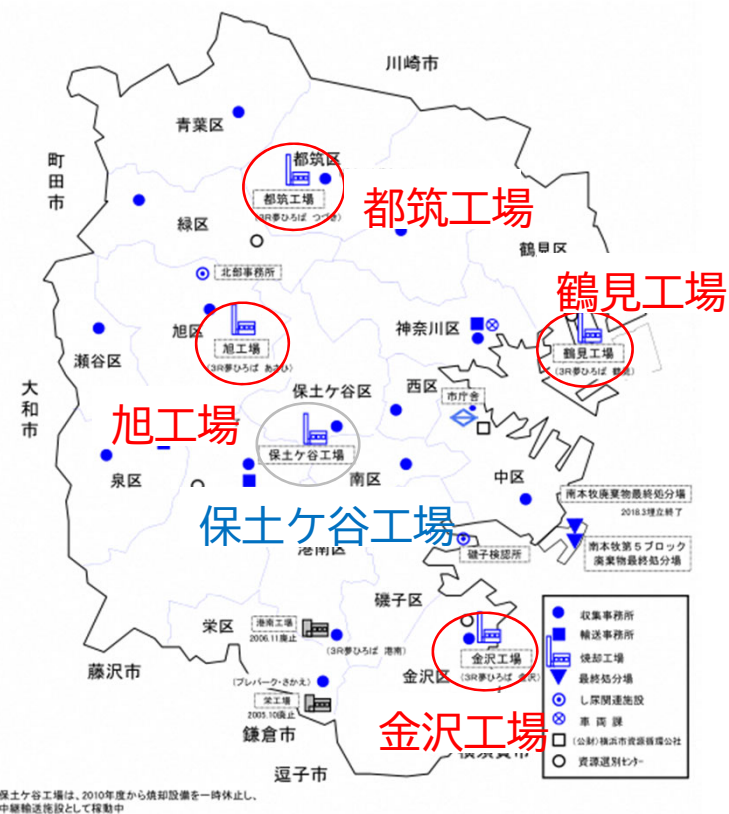 川崎市
青葉区
町田市
都筑区
都筑工場
(3R夢ひろば つづき)
都筑工場
緑区
鶴見区
北部事務所
鶴見工場
旭区
神奈川区
旭工場
鶴見工場
(3R夢ひろば あさひ)
(3R夢ひろば 鶴見)
瀬谷区
大和市
保土ケ谷区
西区
市庁舎
旭工場
保土ケ谷工場
泉区
南区
中区
南本牧廃棄物最終処分場
2018.3埋立終了
保土ケ谷工場
南本牧第5ブロック
廃棄物最終処分場
港南区
磯子検認所
磯子区
栄区
港南工場
2006.11廃止
(3R夢ひろば 港南)
藤沢市
金沢工場
金沢区
(3R夢ひろば 金沢)
(プレパーク・さかえ)
栄工場
2005.10廃止
金沢工場
鎌倉市
横須賀市
逗子市
収集事務所
輸送事務所
焼却工場
最終処分場
し尿関連施設
車両課
(公財)横浜市資源循環公社
資源選別センター
保土ケ谷工場は、2010年度から焼却設備を一時休止し、
中継輸送施設として稼動中